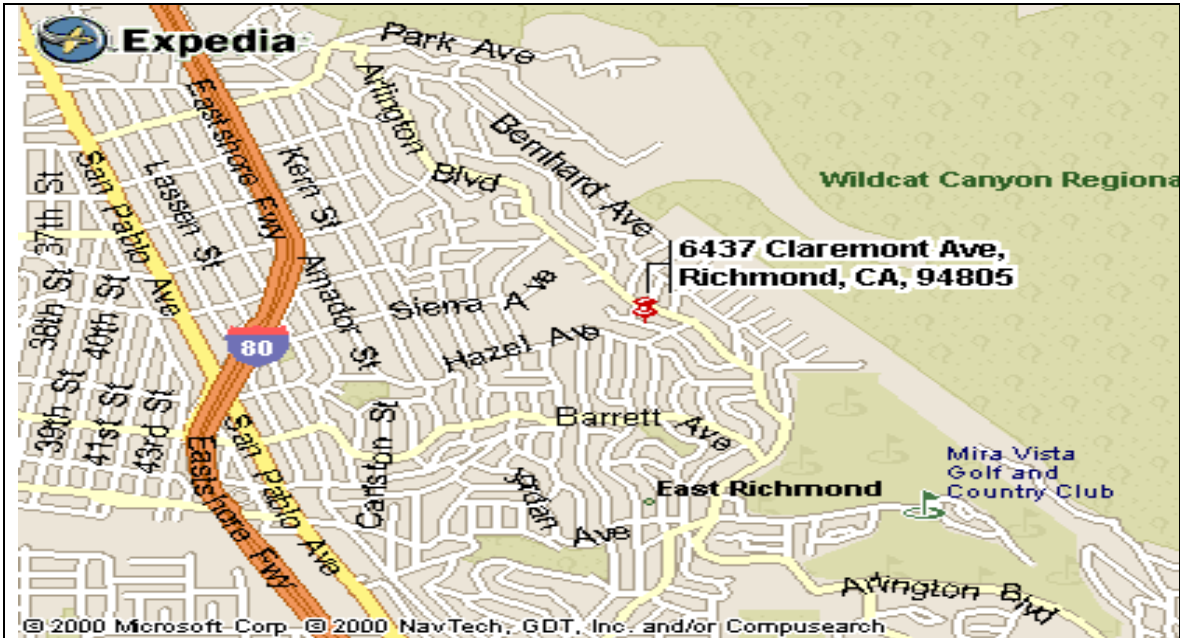 Expedia
Park Ave
Arlington Blvd
Bernhard Ave
Eastshore Fwy
Kern St
Lassen St
San Pablo Ave
37th St
Wildcat Canyon Regiona
6437 Claremont Ave,
Richmond, CA, 94805
38th St
40th St
Amador St
Sierra Ave
80
Hazel Ave
39th St
41st St
43rd St
Carlston St
Barrett Ave
San Pablo Ave
Eastshore Fwy
Jordan Ave
East Richmond
Mira Vista
Golf and
Country Club
Arlington Blvd
© 2000 Microsoft Corp © 2000 NavTech, GDT, Inc. and/or Compusearch